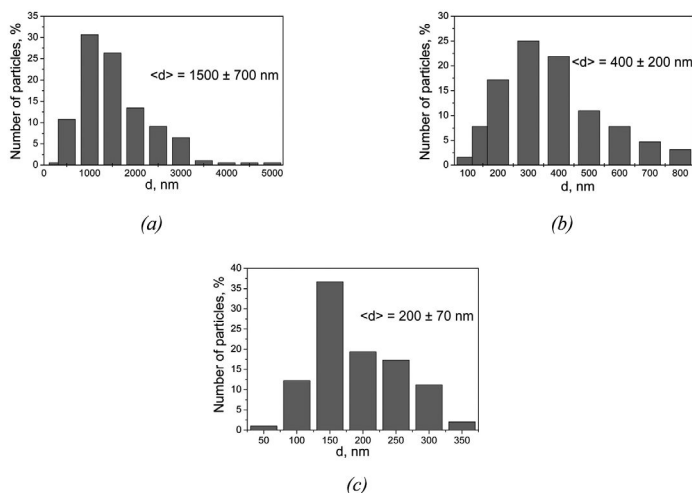 35
30
25
20
15
10
5
0
Number of particles, %
<d> = 1500 ± 700 nm
0 1000 2000 3000 4000 5000
d, nm
(a)
30
25
20
15
10
5
0
Number of particles, %
<d> = 400 ± 200 nm
100 200 300 400 500 600 700 800
d, nm
(b)
40
35
30
25
20
15
10
5
0
Number of particles, %
<d> = 200 ± 70 nm
50 100 150 200 250 300 350
d, nm
(c)